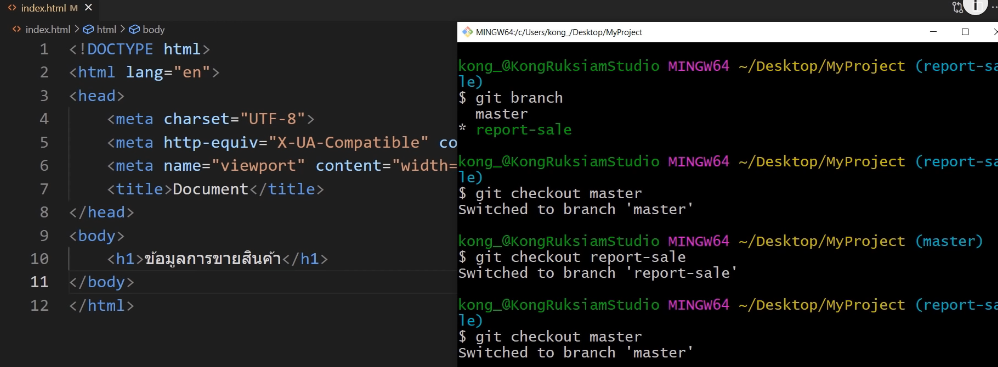 index.html M
index.html > html > body
1 <!DOCTYPE html>
2 <html lang="en">
3 <head>
4 <meta charset="UTF-8">
5 <meta http-equiv="X-UA-Compatible" co
6 <meta name="viewport" content="width=
7 <title>Document</title>
8 </head>
9 <body>
10 <h1>ข้อมูลการขายสินค้า</h1>
11 </body>
12 </html>
MINGW64:/c/Users/kong_/Desktop/MyProject
kong_@KongRuksiamStudio MINGW64 ~/Desktop/MyProject (report-sa
le)
$ git branch
master
* report-sale
kong_@KongRuksiamStudio MINGW64 ~/Desktop/MyProject (report-sa
le)
$ git checkout master
Switched to branch 'master'
kong_@KongRuksiamStudio MINGW64 ~/Desktop/MyProject (master)
$ git checkout report-sale
Switched to branch 'report-sale'
kong_@KongRuksiamStudio MINGW64 ~/Desktop/MyProject (report-sa
le)
$ git checkout master
Switched to branch 'master'